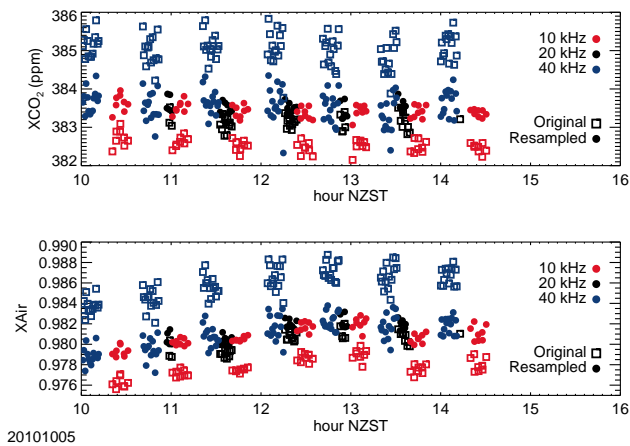 386
385
384
383
382
XCO₂ (ppm)
10 kHz
20 kHz
40 kHz
Original
Resampled
10 11 12 13 14 15 16
hour NZST
0.990
0.988
0.986
0.984
0.982
0.980
0.978
0.976
XAir
10 kHz
20 kHz
40 kHz
Original
Resampled
10 11 12 13 14 15 16
hour NZST
20101005